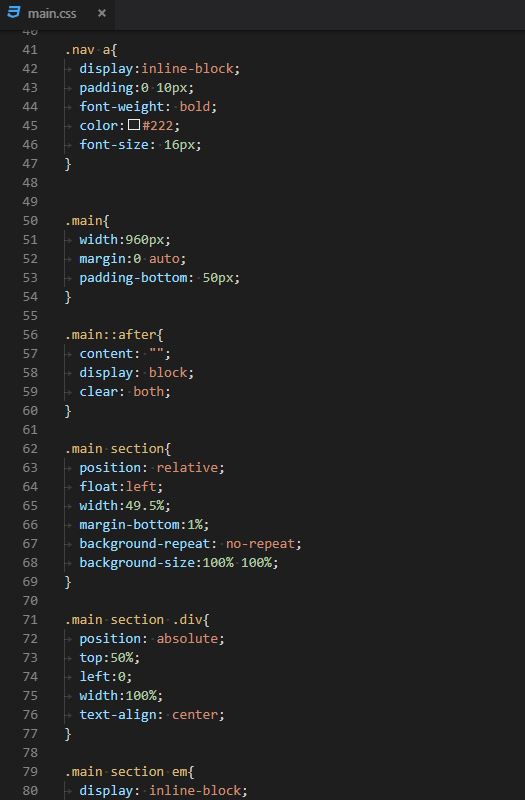 main.css ×
40
41 .nav a{
42 display:inline-block;
43 padding:0 10px;
44 font-weight: bold;
45 color:#222;
46 font-size: 16px;
47 }
48
49
50 .main{
51 width:960px;
52 margin:0 auto;
53 padding-bottom: 50px;
54 }
55
56 .main::after{
57 content: "";
58 display: block;
59 clear: both;
60 }
61
62 .main section{
63 position: relative;
64 float:left;
65 width:49.5%;
66 margin-bottom:1%;
67 background-repeat: no-repeat;
68 background-size:100% 100%;
69 }
70
71 .main section .div{
72 position: absolute;
73 top:50%;
74 left:0;
75 width:100%;
76 text-align: center;
77 }
78
79 .main section em{
80 display: inline-block;